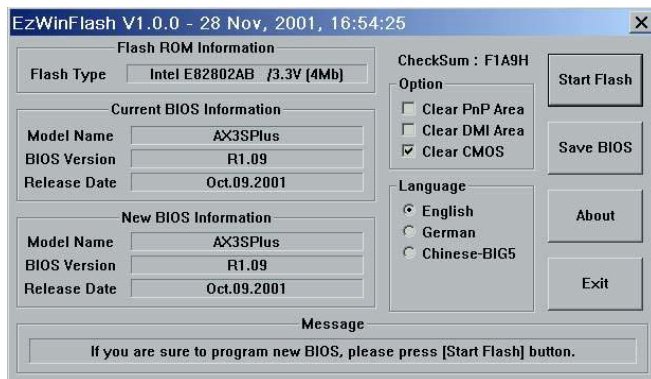 EzWinFlash V1.0.0 - 28 Nov, 2001, 16:54:25
Flash ROM Information
Flash Type Intel E82802AB /3.3V (4Mb)
Current BIOS Information
Model Name AX3SPlus
BIOS Version R1.09
Release Date Oct.09.2001
New BIOS Information
Model Name AX3SPlus
BIOS Version R1.09
Release Date Oct.09.2001
CheckSum : F1A9H
Option
Clear PnP Area
Clear DMI Area
Clear CMOS
Language
English
German
Chinese-BIG5
Start Flash
Save BIOS
About
Exit
Message
If you are sure to program new BIOS, please press [Start Flash] button.